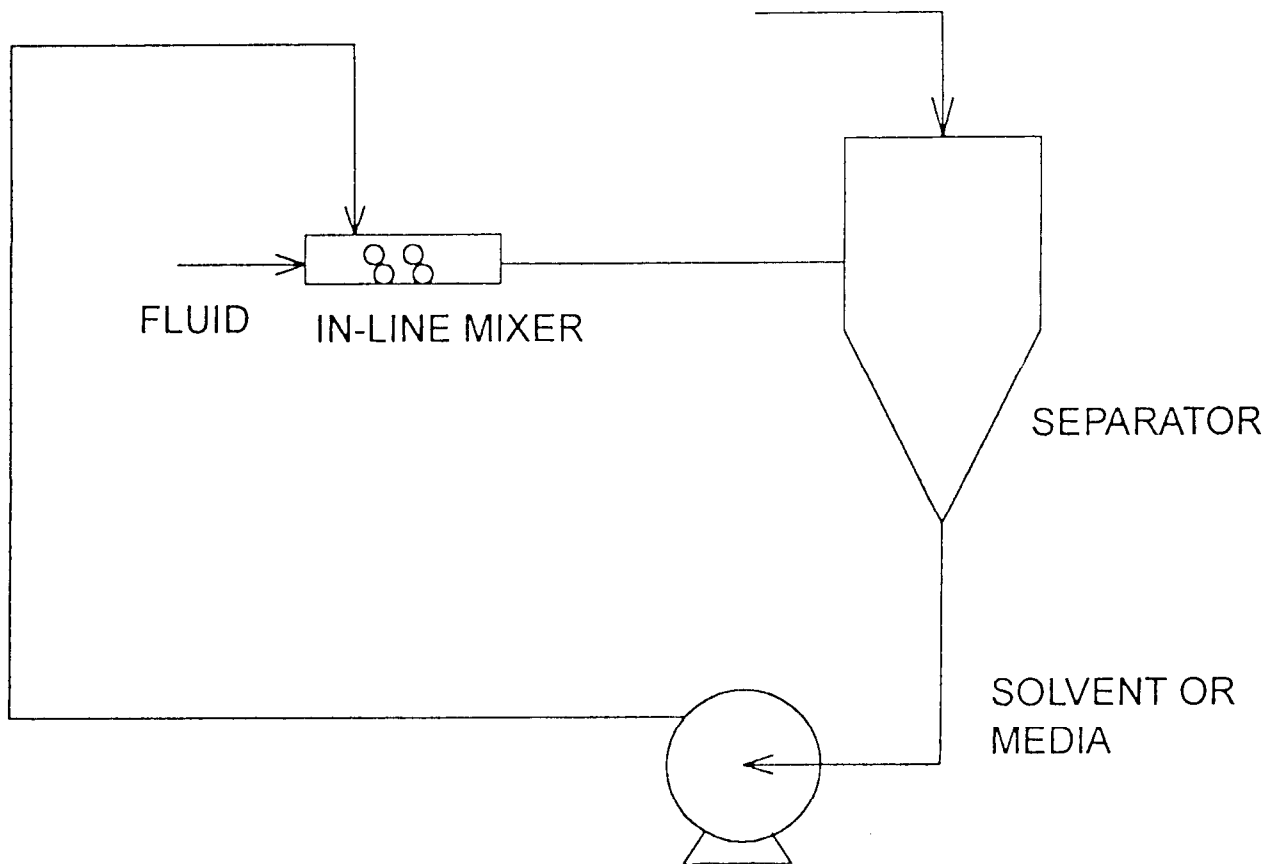 FLUID
IN-LINE MIXER
SEPARATOR
SOLVENT OR
MEDIA